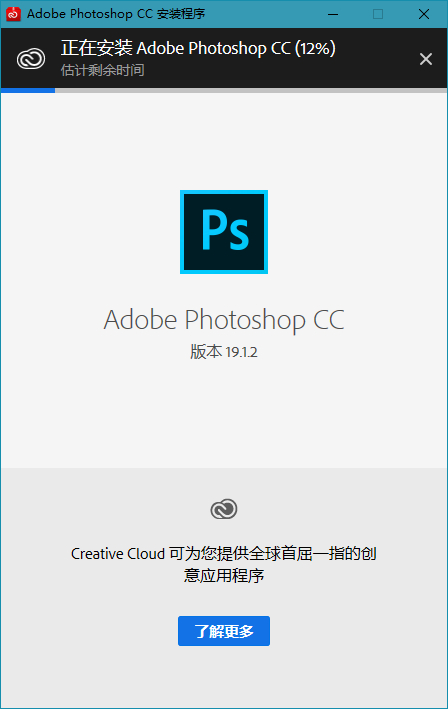 Adobe Photoshop CC 安装程序
正在安装 Adobe Photoshop CC (12%)
估计剩余时间
Ps
Adobe Photoshop CC
版本 19.1.2
Creative Cloud 可为您提供全球首屈一指的创
意应用程序
了解更多